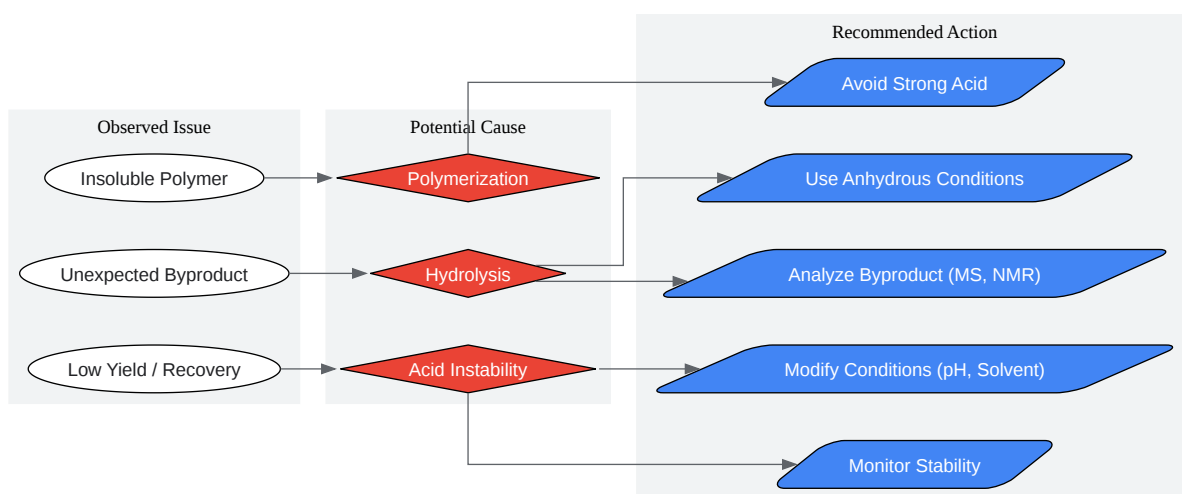 Recommended Action
Avoid Strong Acid
Observed Issue
Potential Cause
Insoluble Polymer
Polymerization
Use Anhydrous Conditions
Unexpected Byproduct
Hydrolysis
Analyze Byproduct (MS, NMR)
Low Yield / Recovery
Acid Instability
Modify Conditions (pH, Solvent)
Monitor Stability